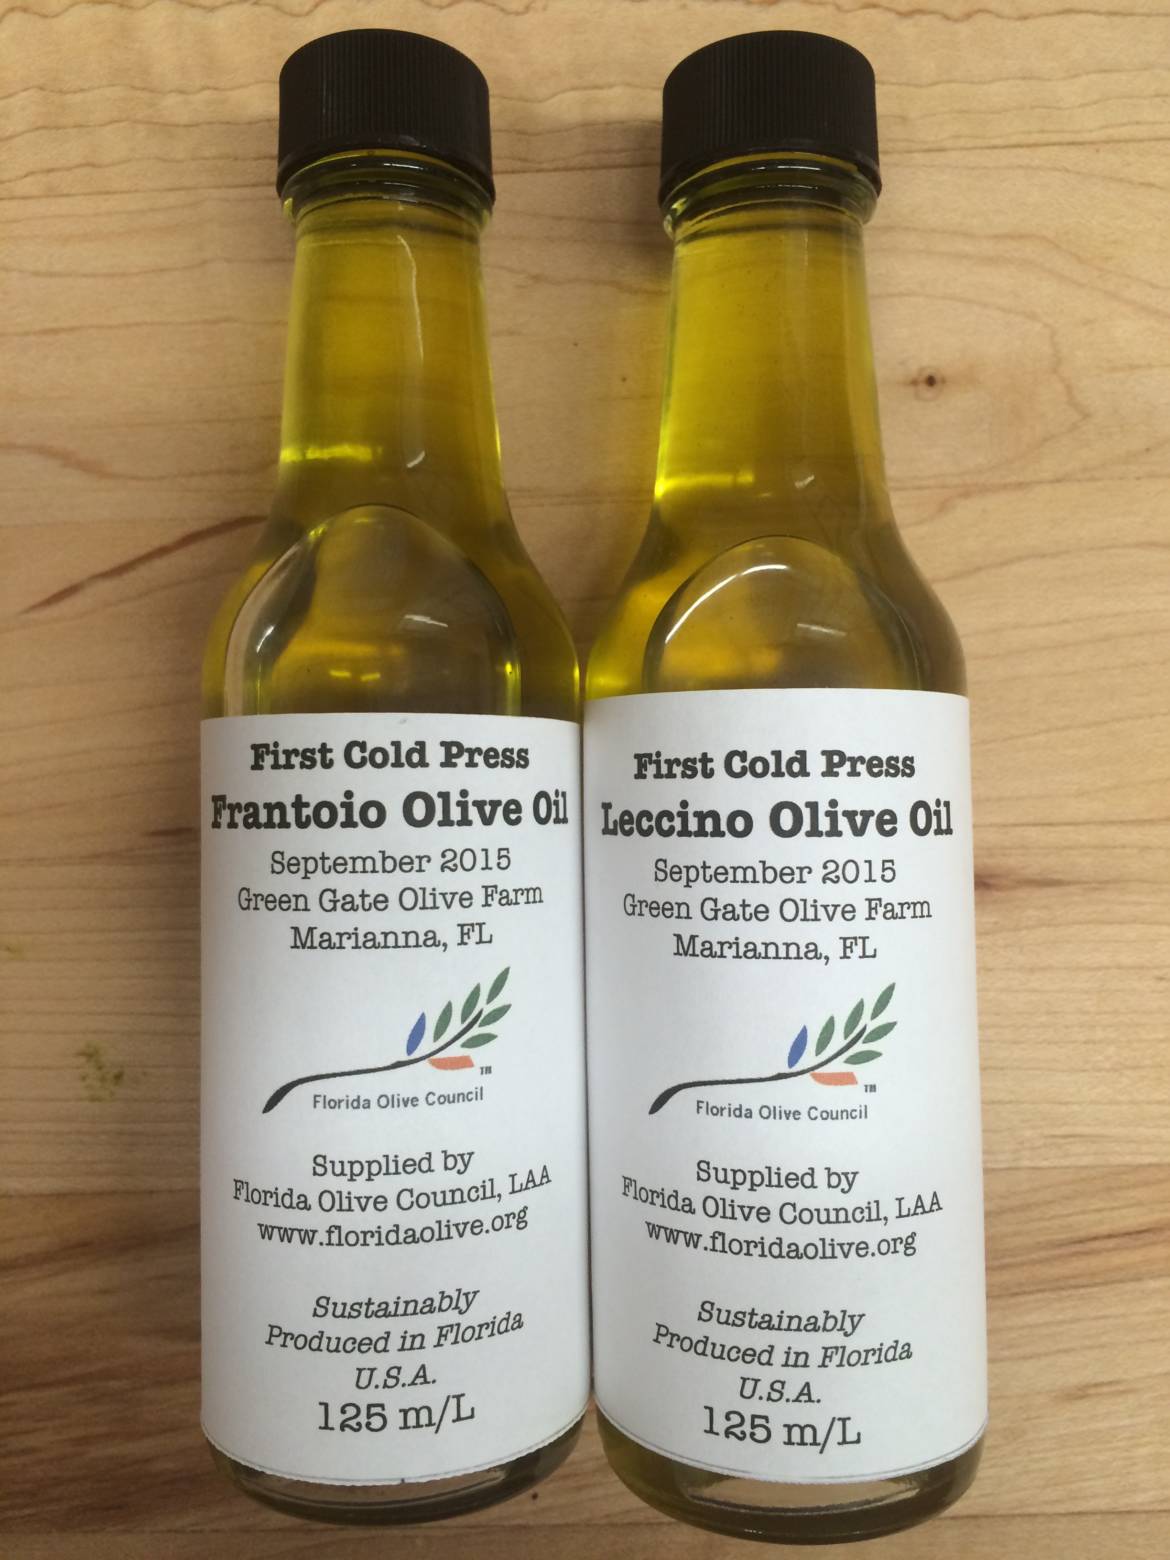 First Cold Press
Frantoio Olive Oil
September 2015
Green Gate Olive Farm
Marianna, FL
TM
Florida Olive Council
Supplied by
Florida Olive Council, LAA
www.floridaolive.org
Sustainably
Produced in Florida
U.S.A.
125 m/L
First Cold Press
Leccino Olive Oil
September 2015
Green Gate Olive Farm
Marianna, FL
TM
Florida Olive Council
Supplied by
Florida Olive Council, LAA
www.floridaolive.org
Sustainably
Produced in Florida
U.S.A.
125 m/L